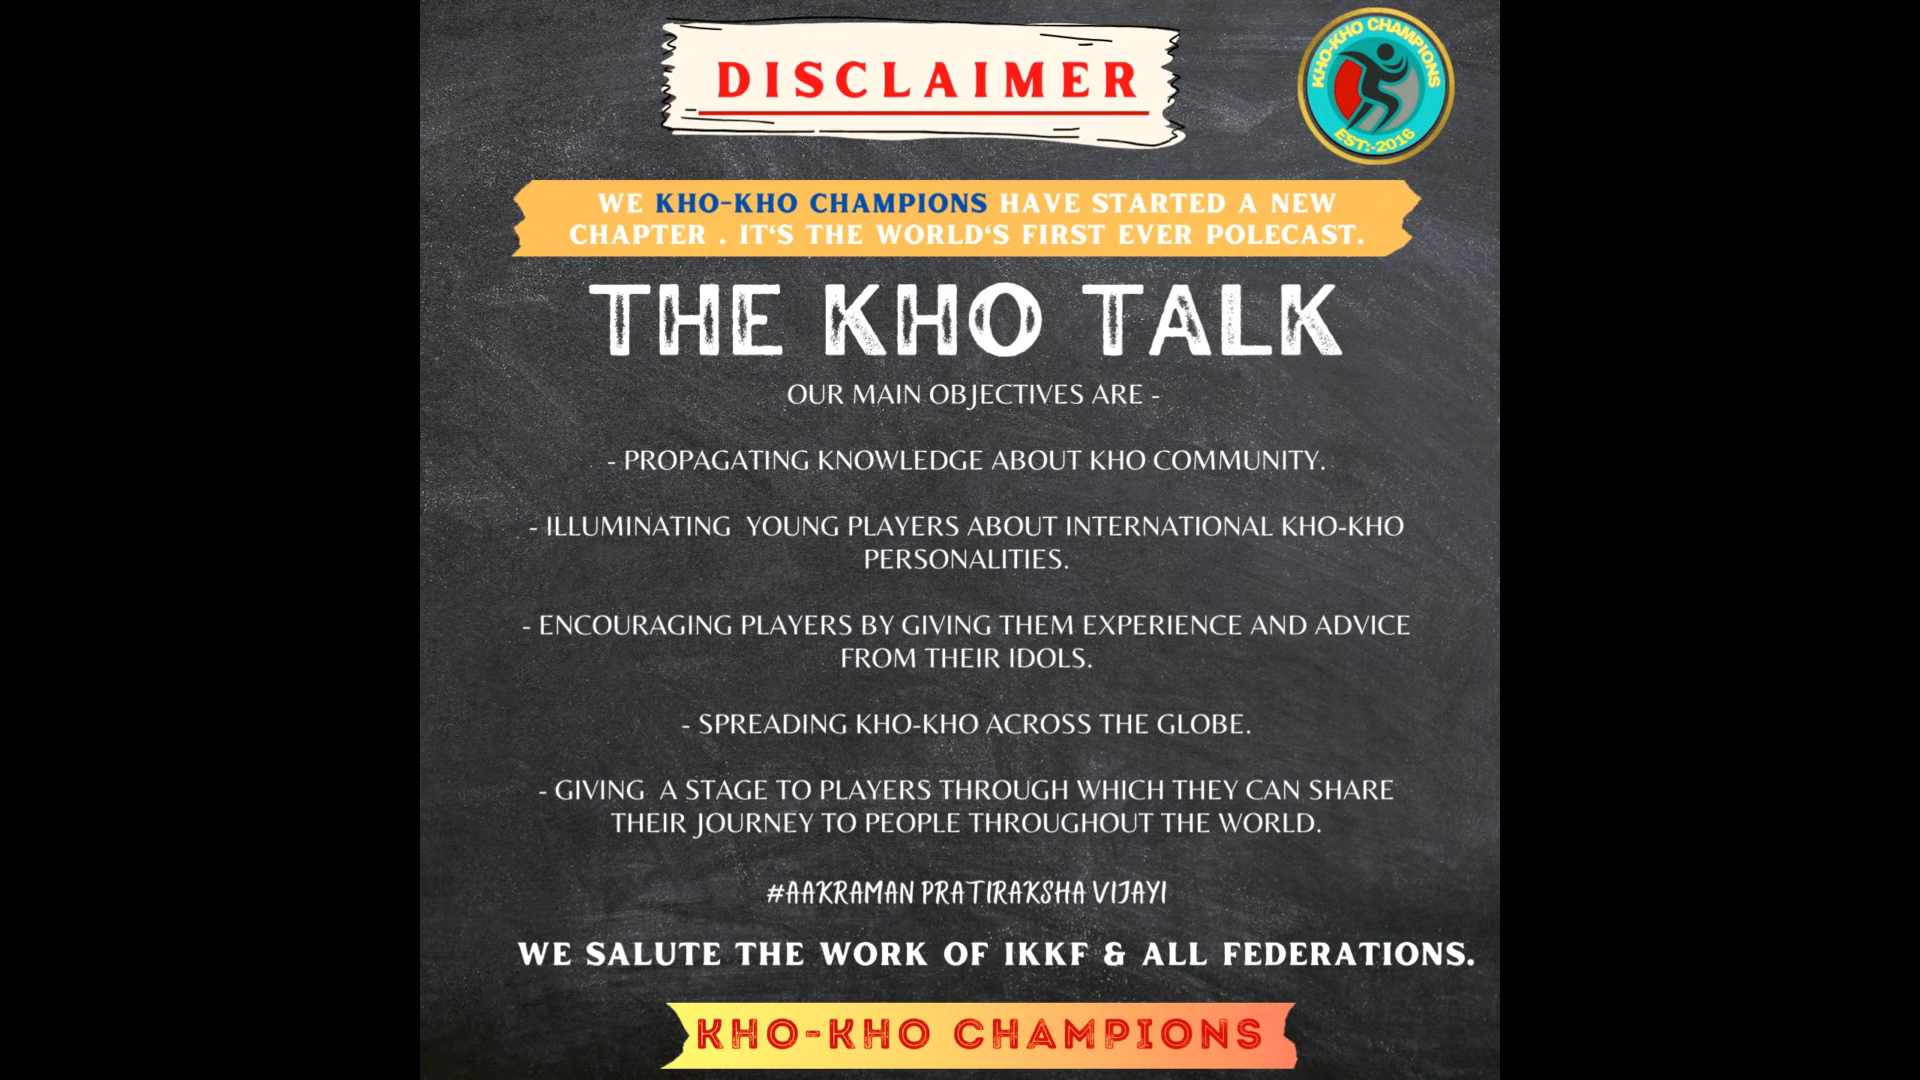 DISCLAIMER
KHO-KHO CHAMPIONS
EST:-2016
WE KHO-KHO CHAMPIONS HAVE STARTED A NEW
CHAPTER . IT‘S THE WORLD‘S FIRST EVER POLECAST.
THE KHO TALK
OUR MAIN OBJECTIVES ARE -
- PROPAGATING KNOWLEDGE ABOUT KHO COMMUNITY.
- ILLUMINATING YOUNG PLAYERS ABOUT INTERNATIONAL KHO-KHO
PERSONALITIES.
- ENCOURAGING PLAYERS BY GIVING THEM EXPERIENCE AND ADVICE
FROM THEIR IDOLS.
- SPREADING KHO-KHO ACROSS THE GLOBE.
- GIVING A STAGE TO PLAYERS THROUGH WHICH THEY CAN SHARE
THEIR JOURNEY TO PEOPLE THROUGHOUT THE WORLD.
#AAKRAMAN PRATIRAKSHA VIJAYI
WE SALUTE THE WORK OF IKKF & ALL FEDERATIONS.
KHO-KHO CHAMPIONS